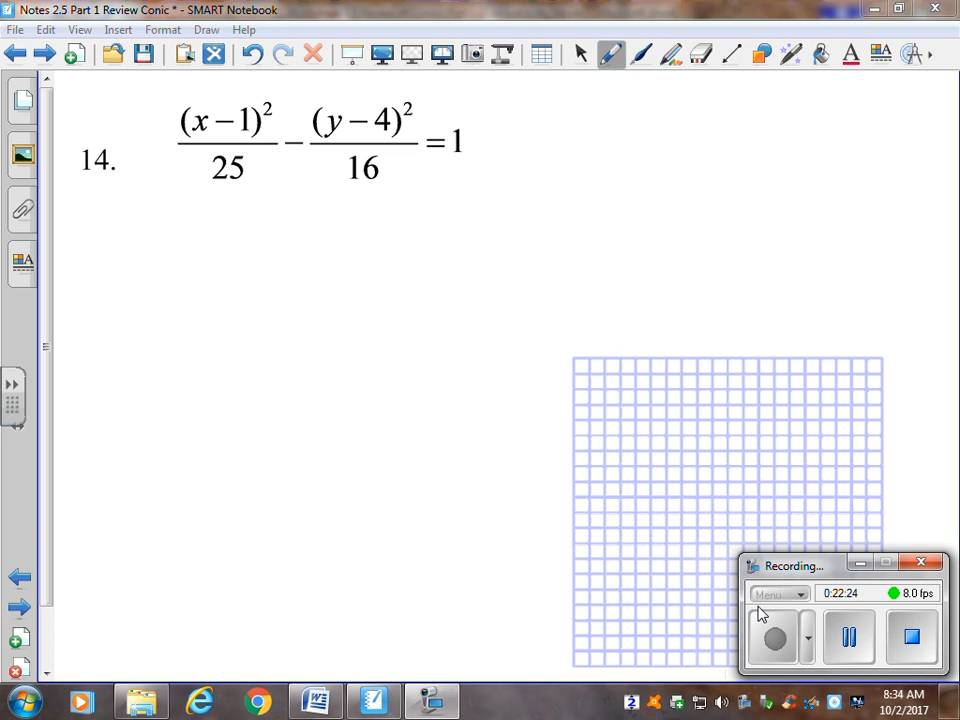 Notes 2.5 Part 1 Review Conic * - SMART Notebook
File Edit View Insert Format Draw Help
14. (x – 1)² / 25 – (y – 4)² / 16 = 1
Recording...
Menu 0:22:24 8.0 fps
8:34 AM
10/2/2017